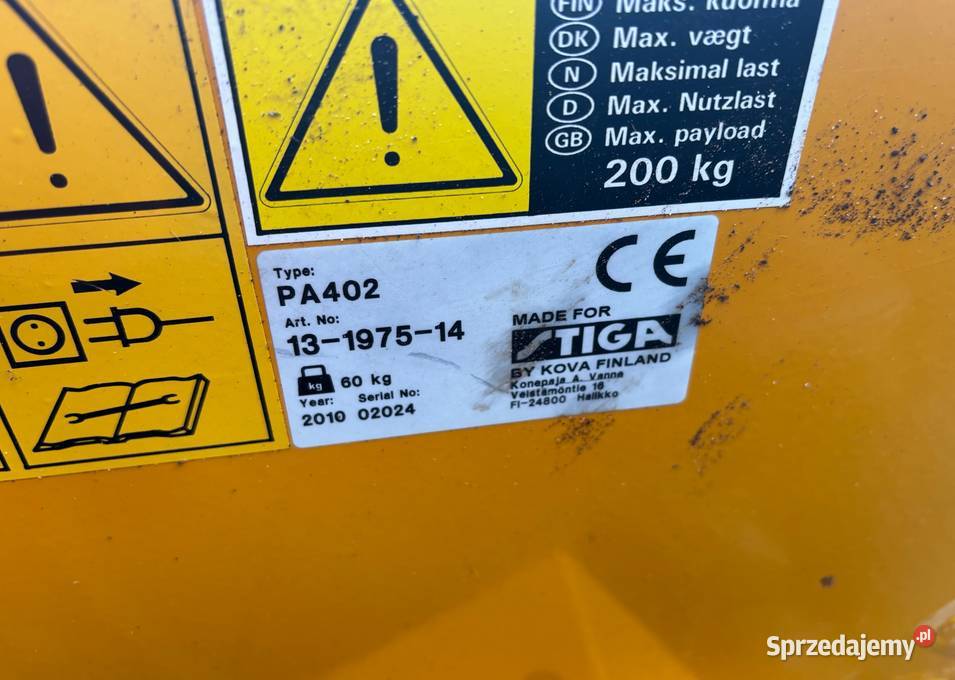 FIN Maks. kuorma
DK Max. vægt
N Maksimal last
D Max. Nutzlast
GB Max. payload
200 kg
Type:
PA402
Art. No:
13-1975-14
kg 60 kg
Year: Serial No:
2010 02024
CE
MADE FOR
STIGA
BY KOVA FINLAND
Konepaja A. Vanne
Veistämöntie 16
FI-24800 Halikko
Sprzedajemy.pl